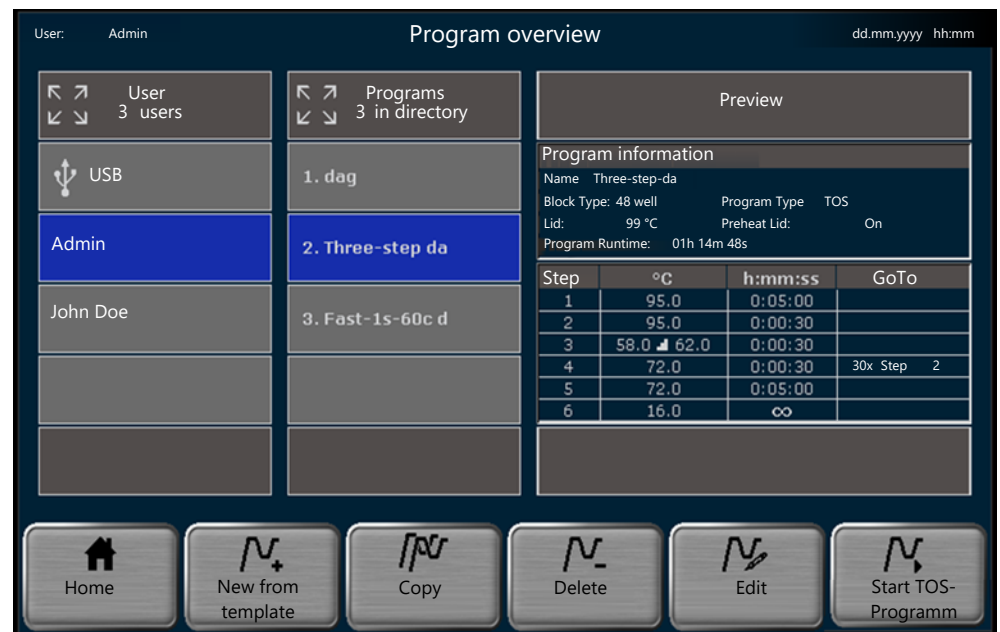 User: Admin
Program overview
dd.mm.yyyy hh:mm
User
3 users
Programs
3 in directory
Preview
USB
Admin
John Doe
1. dag
2. Three-step da
3. Fast-1s-60c d
Program information
Name Three-step-da
Block Type: 48 well Program Type TOS
Lid: 99 °C Preheat Lid: On
Program Runtime: 01h 14m 48s
Step °C h:mm:ss GoTo
1 95.0 0:05:00
2 95.0 0:00:30
3 58.0 62.0 0:00:30
4 72.0 0:00:30 30x Step 2
5 72.0 0:05:00
6 16.0 ∞
Home
New from
template
Copy
Delete
Edit
Start TOS-
Programm